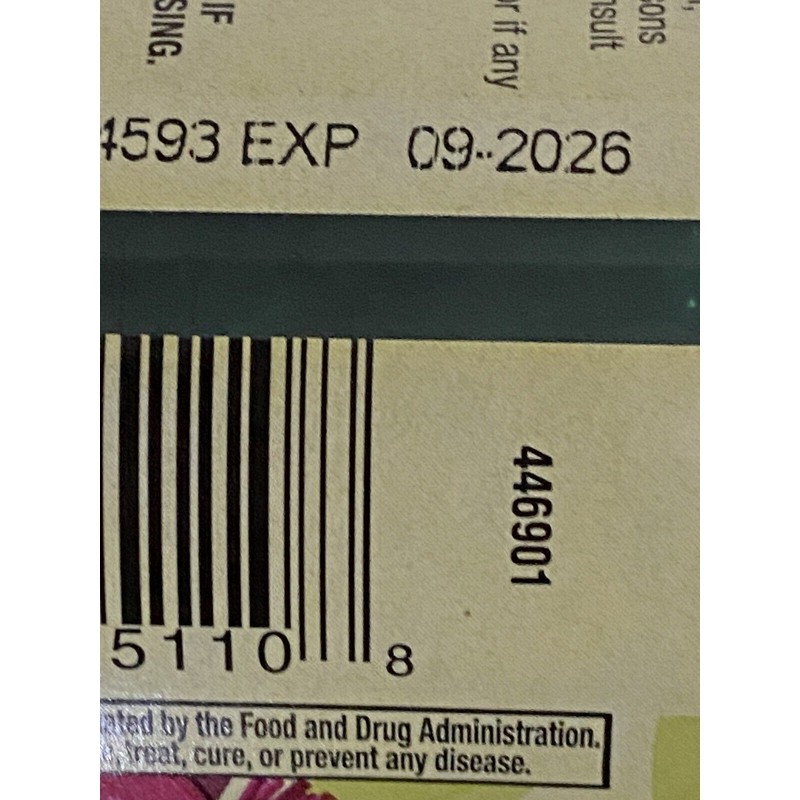 IF
SING.
or if any
nsult
ons
4593 EXP 09-2026
446901
5110 8
ated by the Food and Drug Administration.
e, treat, cure, or prevent any disease.